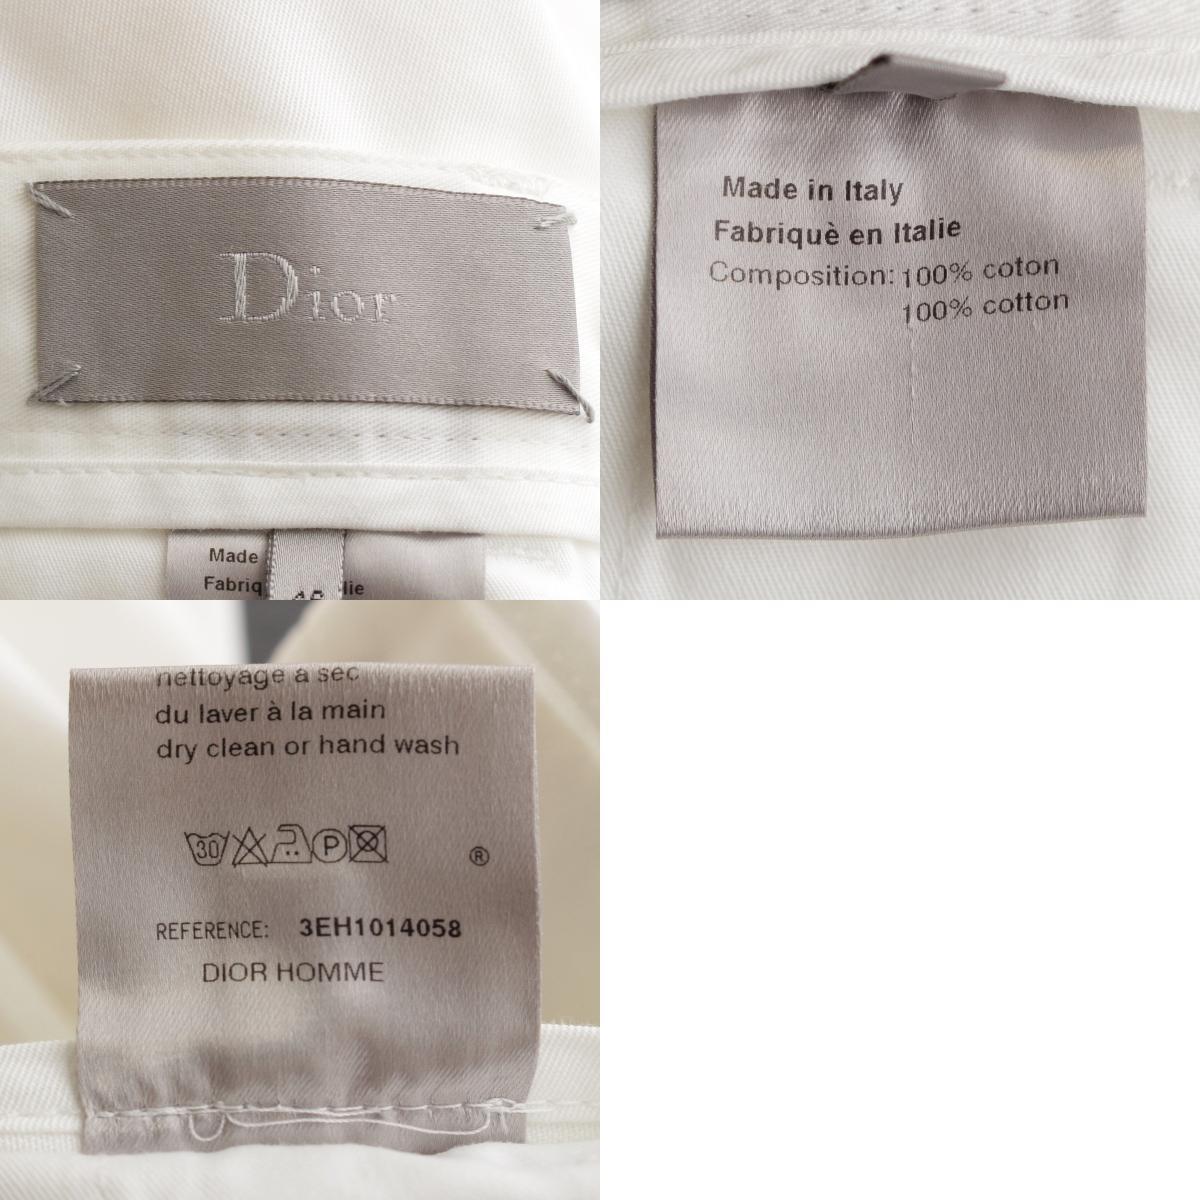 Dior
Made
Fabriq lie
Made in Italy
Fabriquè en Italie
Composition: 100% coton
100% cotton
nettoyage à sec
du laver à la main
dry clean or hand wash
30 P ®
REFERENCE: 3EH1014058
DIOR HOMME